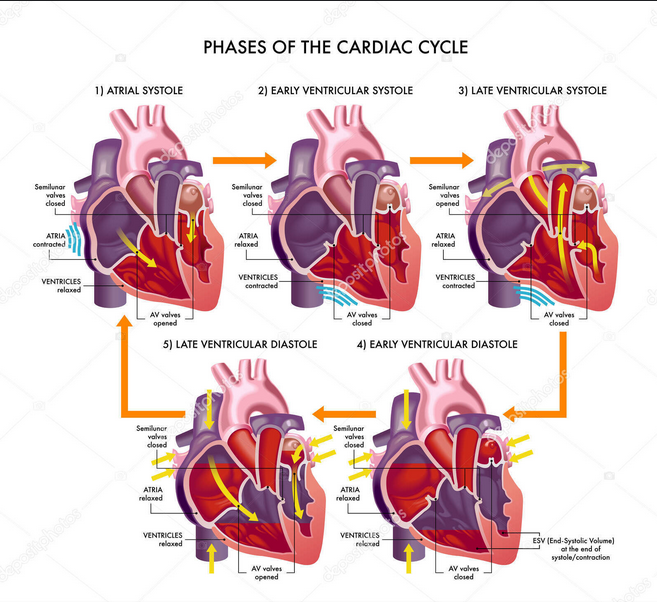 PHASES OF THE CARDIAC CYCLE
1) ATRIAL SYSTOLE
Semilunar
valves
closed
ATRIA
contracted
VENTRICLES
relaxed
AV valves
opened
2) EARLY VENTRICULAR SYSTOLE
Semilunar
valves
closed
ATRIA
relaxed
VENTRICLES
contracted
AV valves
closed
3) LATE VENTRICULAR SYSTOLE
Semilunar
valves
opened
ATRIA
relaxed
VENTRICLES
contracted
AV valves
closed
5) LATE VENTRICULAR DIASTOLE
Semilunar
valves
closed
ATRIA
relaxed
VENTRICLES
relaxed
AV valves
opened
4) EARLY VENTRICULAR DIASTOLE
Semilunar
valves
closed
ATRIA
relaxed
VENTRICLES
relaxed
AV valves
closed
ESV (End-Systolic Volume)
at the end of
systole/contraction
depositphotos
depositphotos
depositphotos
depositphotos